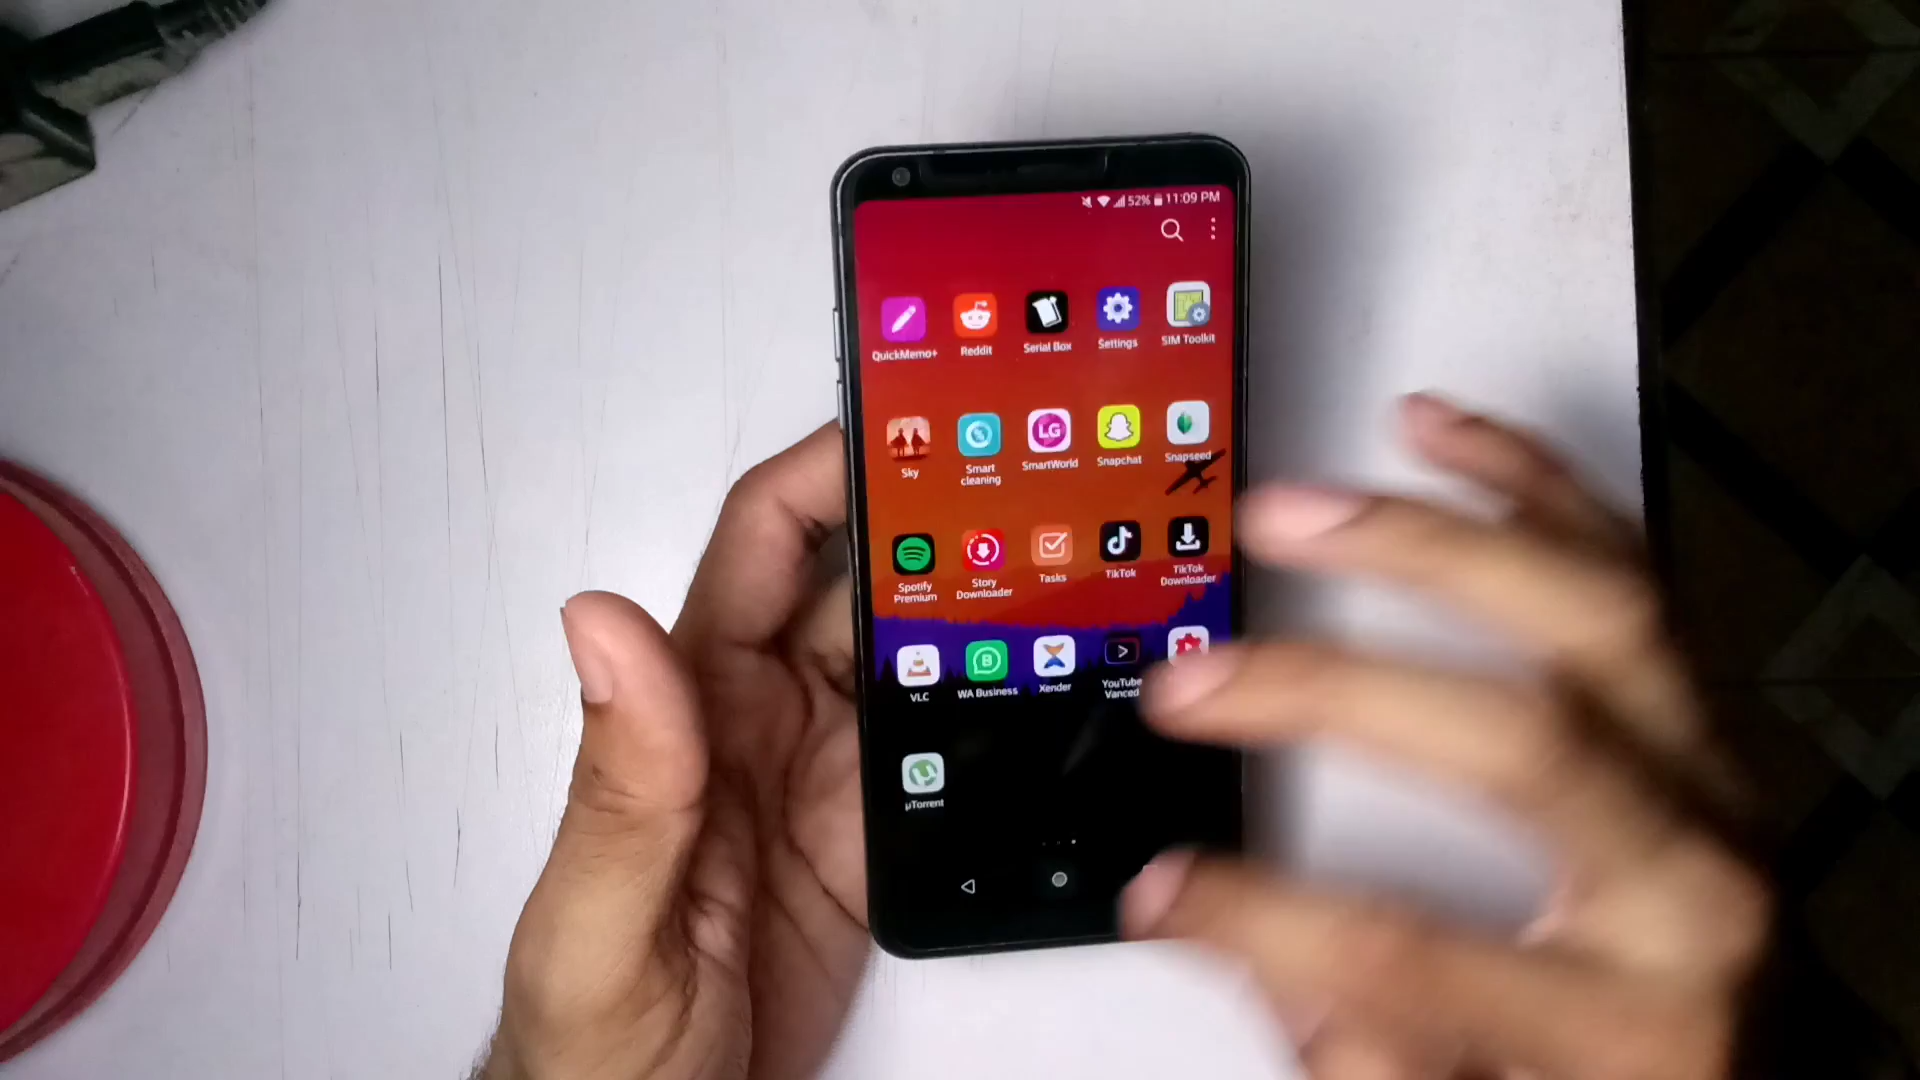 52% 11:09 PM
QuickMemo+ Reddit Serial Box Settings SIM Toolkit
LG
Sky Smart cleaning SmartWorld Snapchat Snapseed
Spotify Premium Story Downloader Tasks TikTok TikTok Downloader
B
VLC WA Business Xender YouTube Vanced
µ
µTorrent